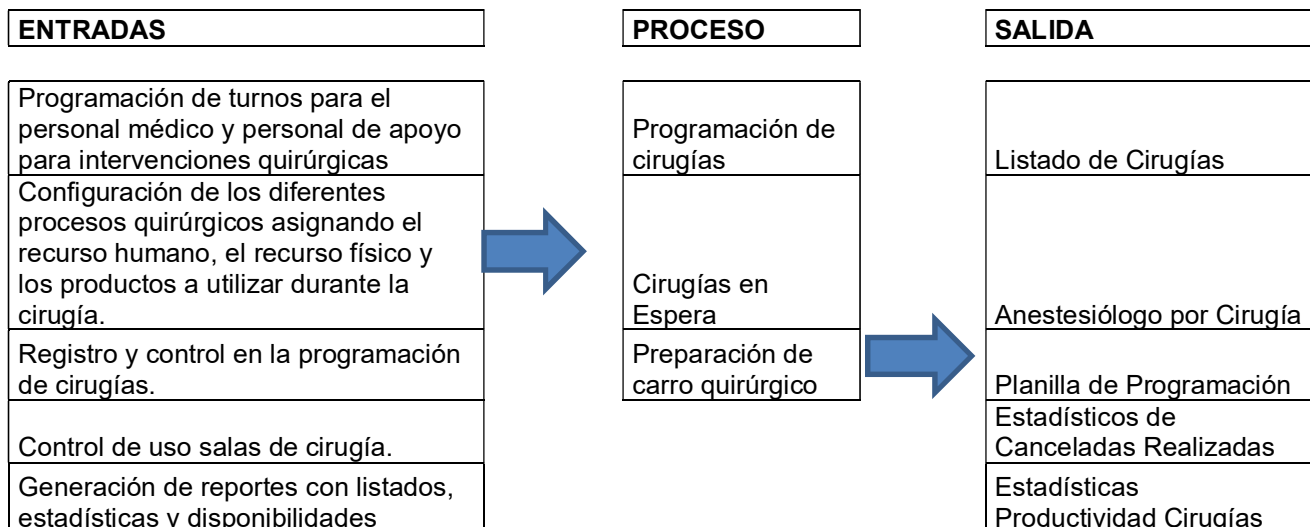 ENTRADAS
PROCESO
SALIDA
Programación de turnos para el
personal médico y personal de apoyo
para intervenciones quirúrgicas
Configuración de los diferentes
procesos quirúrgicos asignando el
recurso humano, el recurso físico y
los productos a utilizar durante la
cirugía.
Registro y control en la programación
de cirugías.
Control de uso salas de cirugía.
Generación de reportes con listados,
estadísticas y disponibilidades
Programación de
cirugías
Cirugías en
Espera
Preparación de
carro quirúrgico
Listado de Cirugías
Anestesiólogo por Cirugía
Planilla de Programación
Estadísticos de
Canceladas Realizadas
Estadísticas
Productividad Cirugías